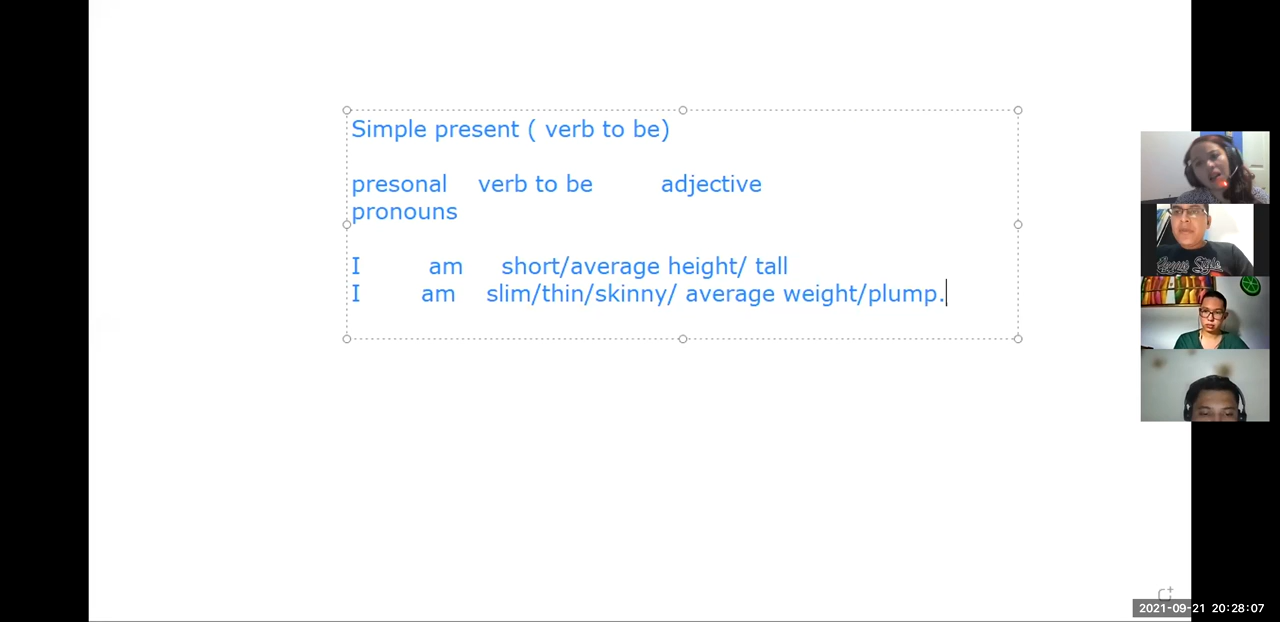 Simple present ( verb to be)
presonal verb to be adjective
pronouns
I am short/average height/ tall
I am slim/thin/skinny/ average weight/plump.
2021-09-21 20:28:07